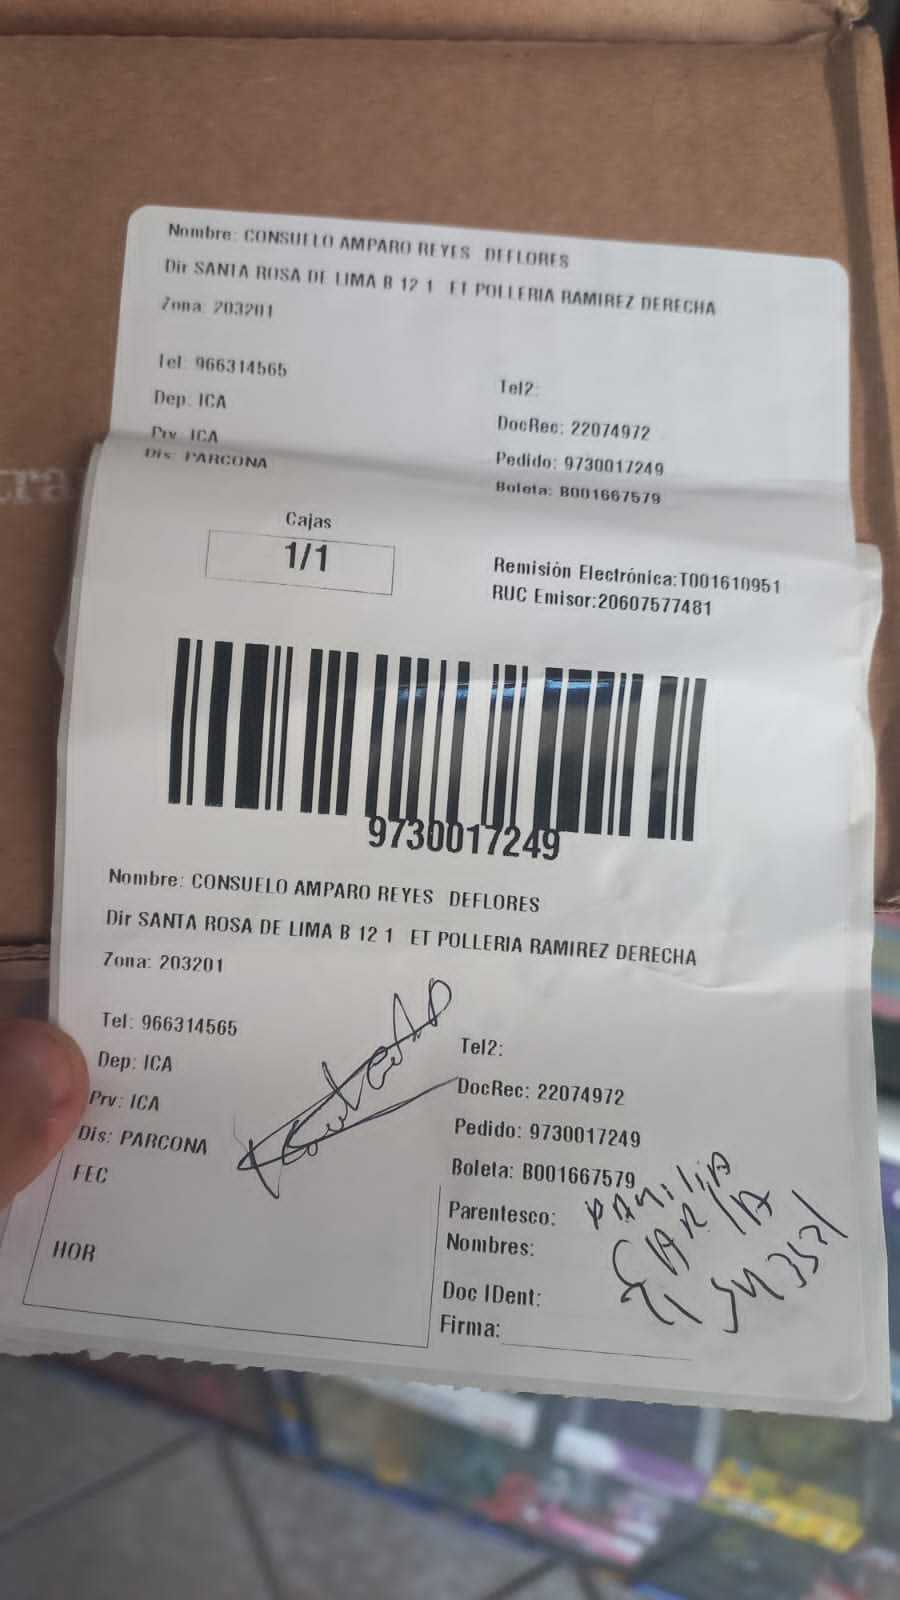 tra
Nombre: CONSUELO AMPARO REYES DEFLORES
Dir SANTA ROSA DE LIMA B 12 1 ET POLLERIA RAMIREZ DERECHA
Zona: 203201
Tel: 966314565
Tel2:
Dep: ICA
DocRec: 22074972
Prv: ICA
Pedido: 9730017249
Dis: PARCONA
Boleta: B001667579
Cajas
1/1
Remisión Electrónica:T001610951
RUC Emisor:20607577481
9730017249
Nombre: CONSUELO AMPARO REYES DEFLORES
Dir SANTA ROSA DE LIMA B 12 1 ET POLLERIA RAMIREZ DERECHA
Zona: 203201
Tel: 966314565
Tel2:
Dep: ICA
DocRec: 22074972
Prv: ICA
Pedido: 9730017249
Dis: PARCONA
Boleta: B001667579
FEC
Parentesco:
Nombres:
HOR
Doc IDent:
Firma: